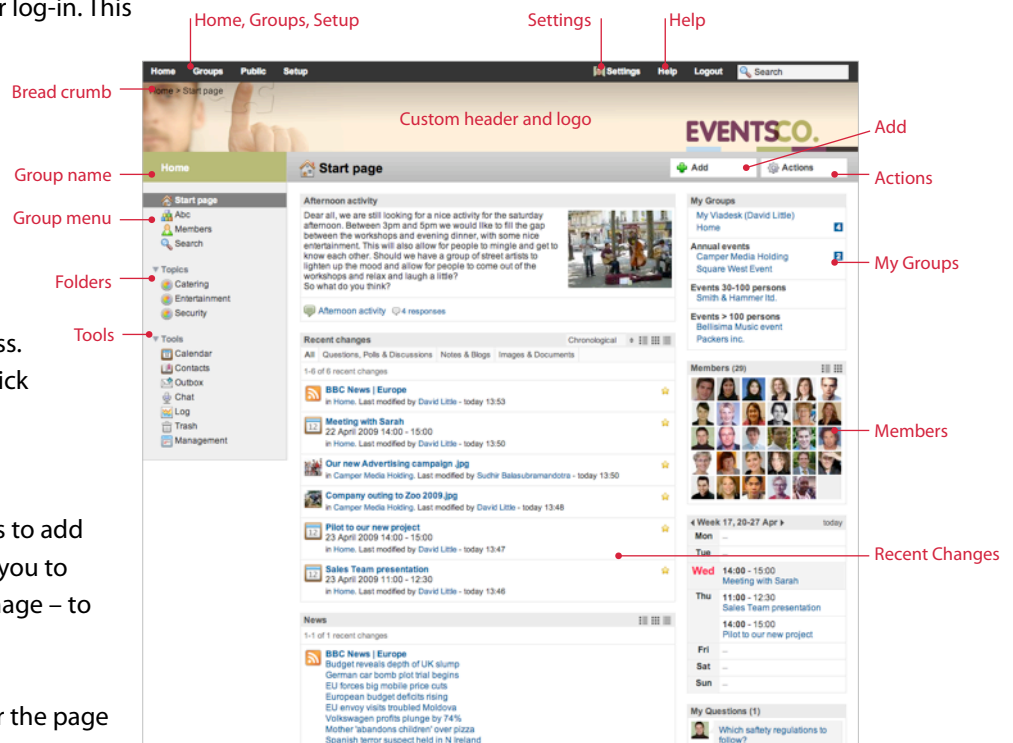 r log-in. This
Home, Groups, Setup
Settings
Help
Home Groups Public Setup
Settings Help Logout Search
Bread crumb
Home > Start page
Custom header and logo
EVENTSCO.
Add
Group name
Home
Start page
Add
Actions
Actions
Group menu
Start page
Abc
Members
Search
Folders
Topics
Catering
Entertainment
Security
Tools
Tools
Calendar
Contacts
Outbox
Chat
Log
Trash
Management
ss.
ick
s to add
you to
nage – to
r the page
Afternoon activity
Dear all, we are still looking for a nice activity for the saturday
afternoon. Between 3pm and 5pm we would like to fill the gap
between the workshops and evening dinner, with some nice
entertainment. This will also allow for people to mingle and get to
know each other. Should we have a group of street artists to
lighten up the mood and allow for people to come out of the
workshops and relax and laugh a little?
So what do you think?
Afternoon activity 4 responses
Recent changes
Chronological
All Questions, Polls & Discussions Notes & Blogs Images & Documents
1-6 of 6 recent changes
BBC News | Europe
in Home. Last modified by David Little - today 13:53
12
Meeting with Sarah
22 April 2009 14:00 - 15:00
in Home. Last modified by David Little - today 13:50
Our new Advertising campaign .jpg
in Camper Media Holding. Last modified by Sudhir Balasubramandotra - today 13:50
Company outing to Zoo 2009.jpg
in Camper Media Holding. Last modified by David Little - today 13:48
12
Pilot to our new project
23 April 2009 14:00 - 15:00
in Home. Last modified by David Little - today 13:47
12
Sales Team presentation
23 April 2009 11:00 - 12:30
in Home. Last modified by David Little - today 13:46
News
1-1 of 1 recent changes
BBC News | Europe
Budget reveals depth of UK slump
German car bomb plot trial begins
EU forces big mobile price cuts
European budget deficits rising
EU envoy visits troubled Moldova
Volkswagen profits plunge by 74%
Mother 'abandons children' over pizza
Spanish terror suspect held in N Ireland
My Groups
My Viadesk (David Little)
Home 4
Annual events
Camper Media Holding 2
Square West Event
Events 30-100 persons
Smith & Hammer ltd.
Events > 100 persons
Bellisima Music event
Packers inc.
My Groups
Members (29)
Members
Week 17, 20-27 Apr today
Mon --
Tue --
Recent Changes
Wed 14:00 - 15:00
Meeting with Sarah
Thu 11:00 - 12:30
Sales Team presentation
14:00 - 15:00
Pilot to our new project
Fri --
Sat --
Sun --
My Questions (1)
Which saftety regulations to
follow?